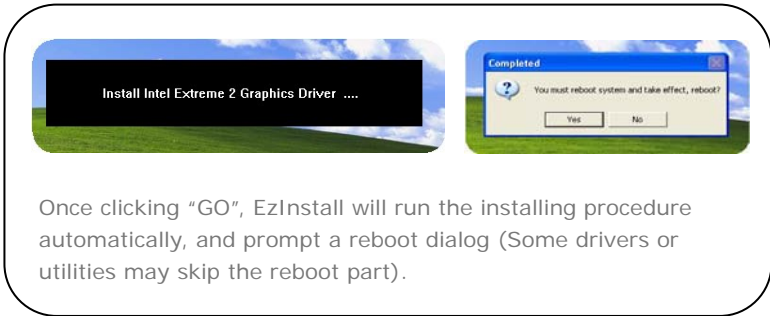 Install Intel Extreme 2 Graphics Driver ....
Completed
You must reboot system and take effect, reboot?
Yes No
Once clicking “GO”, EzInstall will run the installing procedure
automatically, and prompt a reboot dialog (Some drivers or
utilities may skip the reboot part).